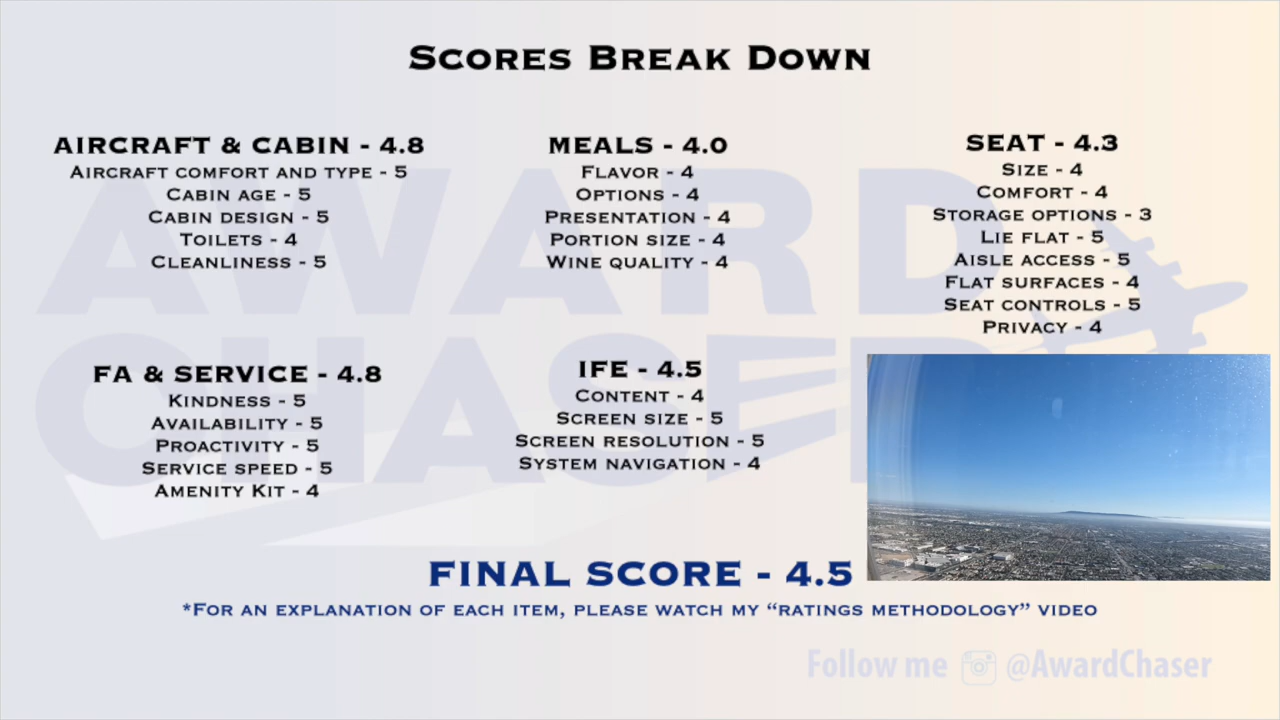 Scores Break Down
AIRCRAFT & CABIN - 4.8
Aircraft comfort and type - 5
Cabin age - 5
Cabin design - 5
Toilets - 4
Cleanliness - 5
MEALS - 4.0
Flavor - 4
Options - 4
Presentation - 4
Portion size - 4
Wine quality - 4
SEAT - 4.3
Size - 4
Comfort - 4
Storage options - 3
Lie flat - 5
Aisle access - 5
Flat surfaces - 4
Seat controls - 5
Privacy - 4
FA & SERVICE - 4.8
Kindness - 5
Availability - 5
Proactivity - 5
Service speed - 5
Amenity Kit - 4
IFE - 4.5
Content - 4
Screen size - 5
Screen resolution - 5
System navigation - 4
FINAL SCORE - 4.5
*For an explanation of each item, please watch my “ratings methodology” video
Follow me @AwardChaser
AWARD
CHASER